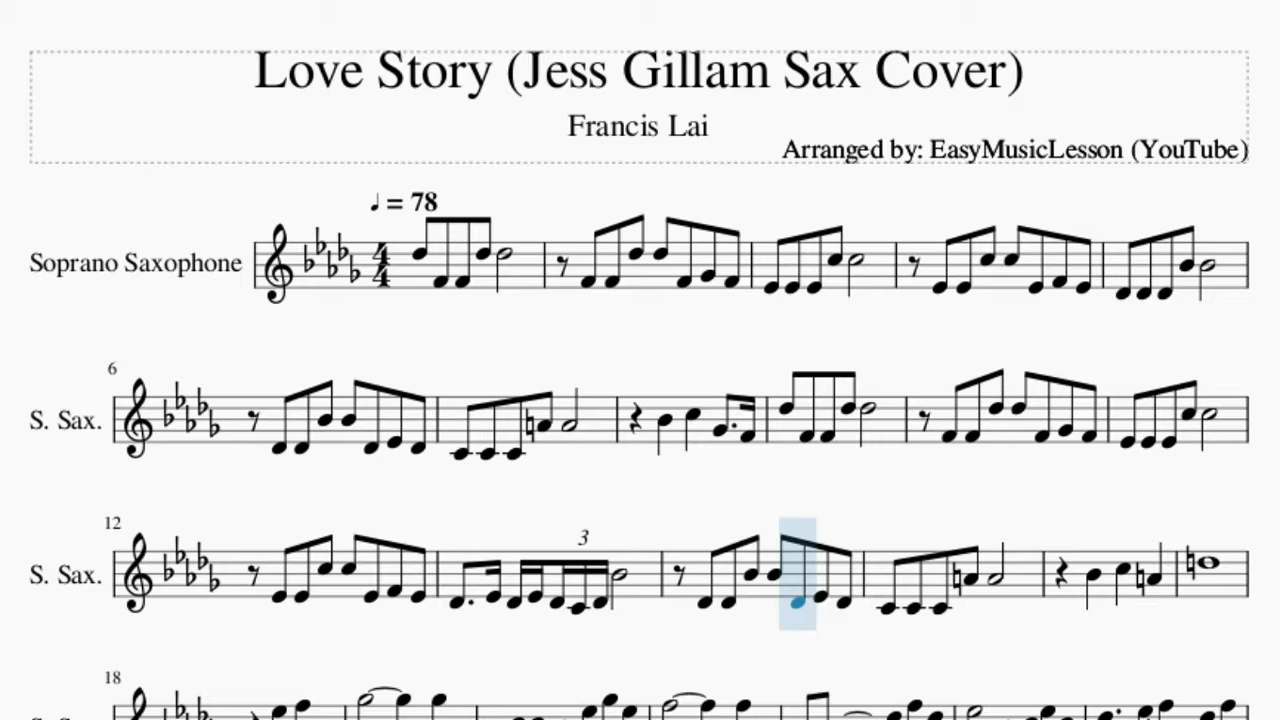 Love Story (Jess Gillam Sax Cover)
Francis Lai
Arranged by: EasyMusicLesson (YouTube)
♩ = 78
Soprano Saxophone
6
S. Sax.
12
3
S. Sax.
18